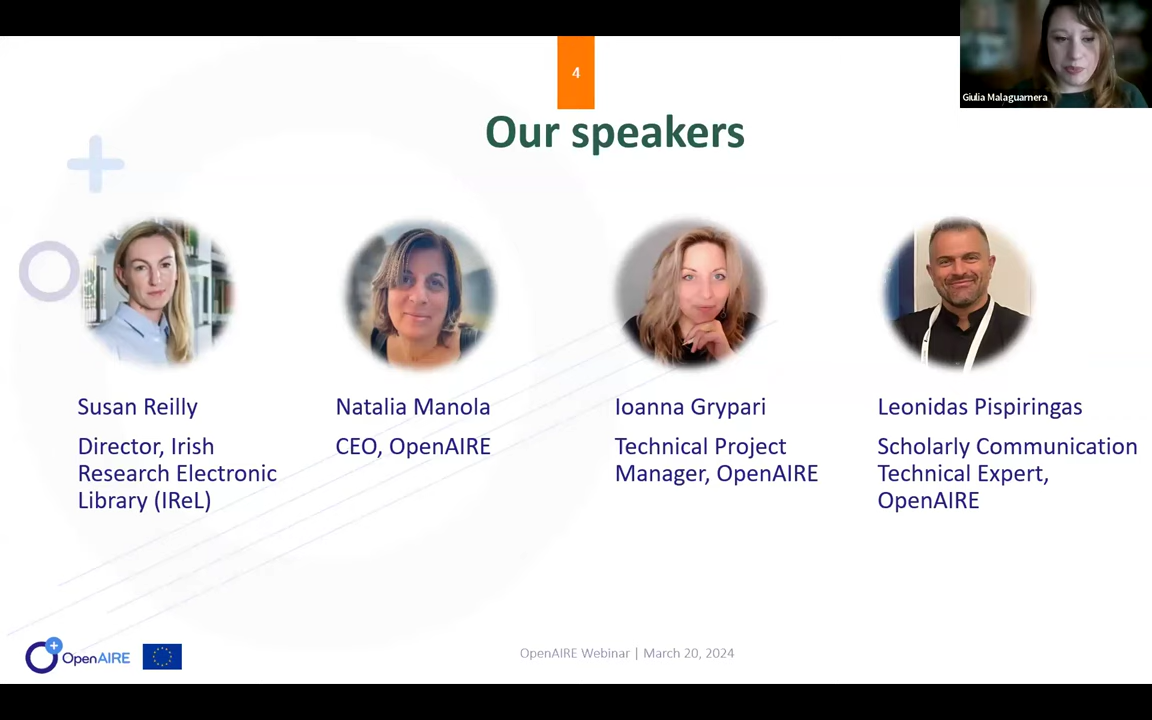 4
Giulia Malaguarnera
Our speakers
Susan Reilly
Director, Irish
Research Electronic
Library (IReL)
Natalia Manola
CEO, OpenAIRE
Ioanna Grypari
Technical Project
Manager, OpenAIRE
Leonidas Pispiringas
Scholarly Communication
Technical Expert,
OpenAIRE
OpenAIRE
OpenAIRE Webinar | March 20, 2024